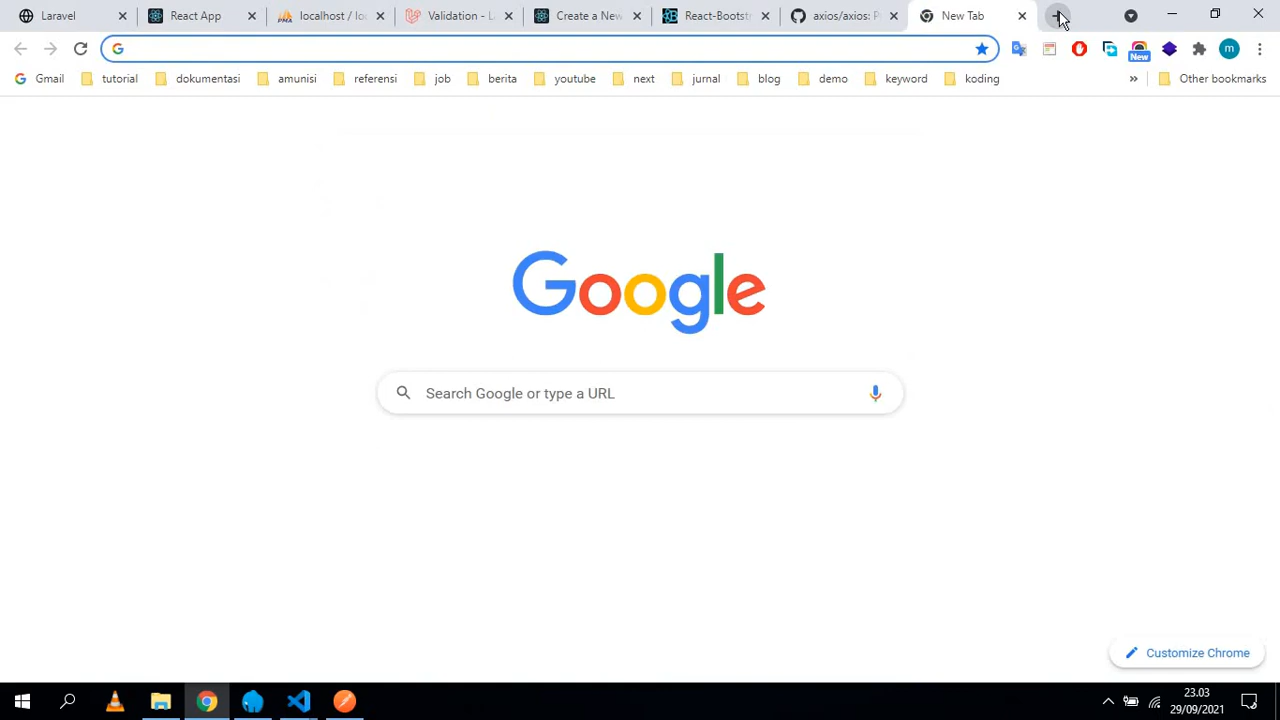 Laravel
React App
localhost / lo
Validation - L
Create a New
React-Bootst
axios/axios: P
New Tab
New
m
Gmail
tutorial
dokumentasi
amunisi
referensi
job
berita
youtube
next
jurnal
blog
demo
keyword
koding
»
Other bookmarks
Google
Search Google or type a URL
Customize Chrome
23.03
29/09/2021